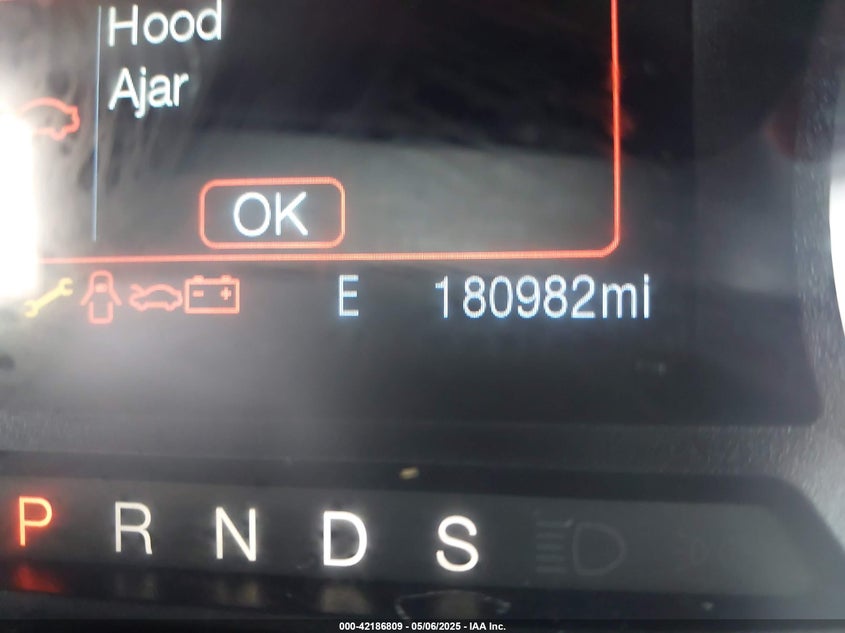 Hood
Ajar
OK
E 180982mi
P R N D S
000-42186809 - 05/06/2025 - IAA Inc.